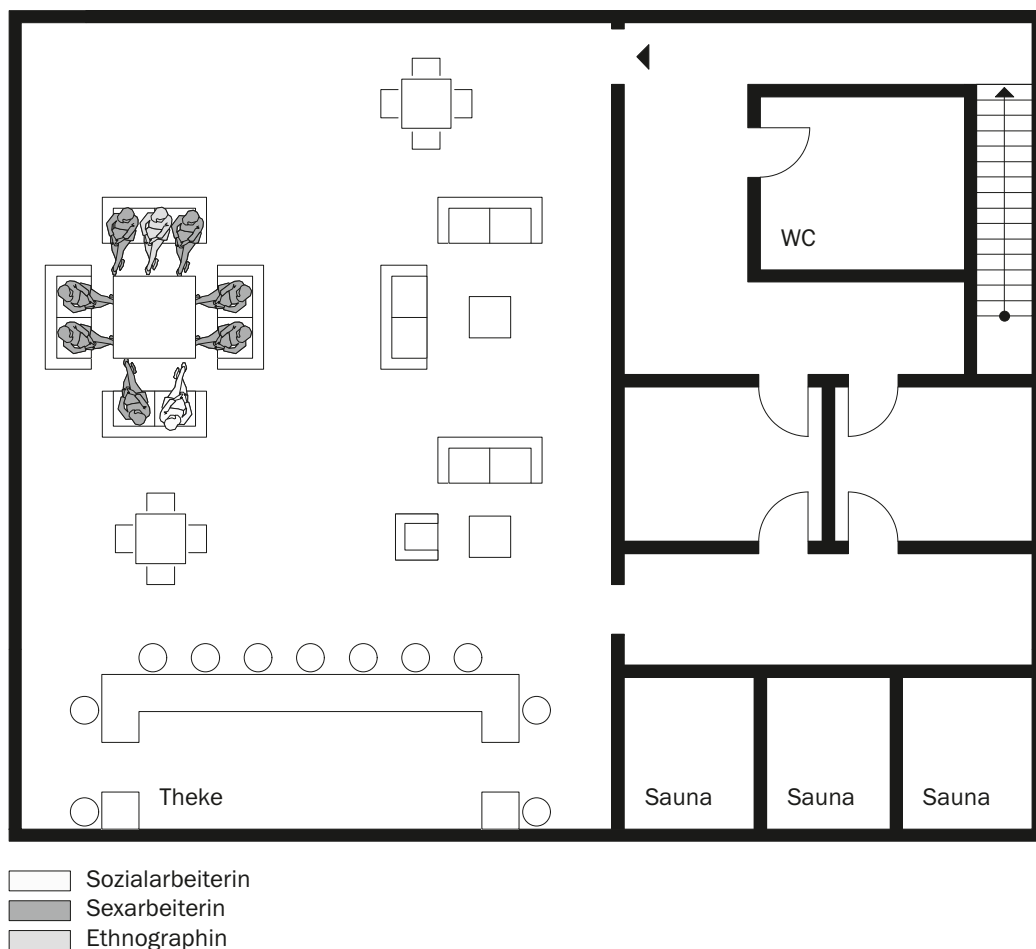 WC
Theke
Sauna
Sauna
Sauna
Sozialarbeiterin
Sexarbeiterin
Ethnographin